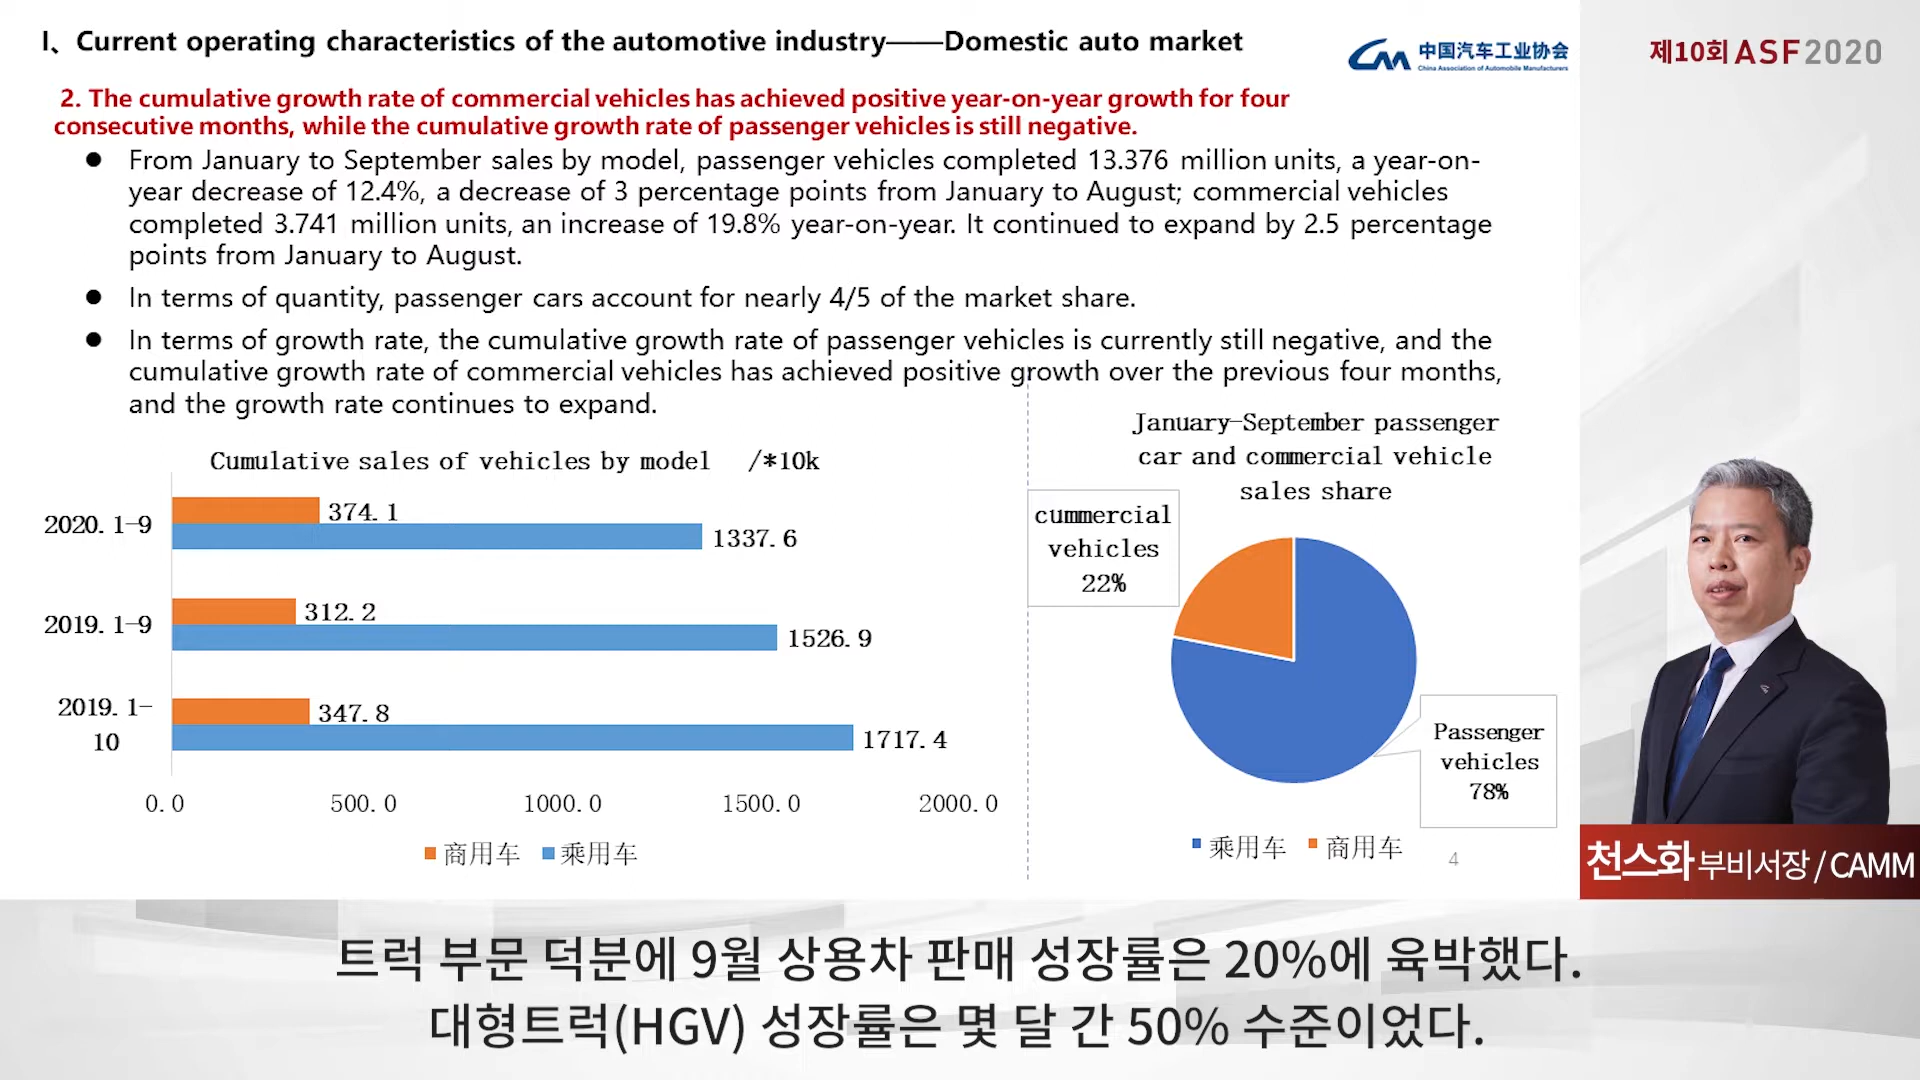 Ⅰ、Current operating characteristics of the automotive industry——Domestic auto market
CAM 中国汽车工业协会
China Association of Automobile Manufacturers
제10회 ASF2020
2. The cumulative growth rate of commercial vehicles has achieved positive year-on-year growth for four
consecutive months, while the cumulative growth rate of passenger vehicles is still negative.
● From January to September sales by model, passenger vehicles completed 13.376 million units, a year-on-
year decrease of 12.4%, a decrease of 3 percentage points from January to August; commercial vehicles
completed 3.741 million units, an increase of 19.8% year-on-year. It continued to expand by 2.5 percentage
points from January to August.
● In terms of quantity, passenger cars account for nearly 4/5 of the market share.
● In terms of growth rate, the cumulative growth rate of passenger vehicles is currently still negative, and the
cumulative growth rate of commercial vehicles has achieved positive growth over the previous four months,
and the growth rate continues to expand.
Cumulative sales of vehicles by model /*10k
2020.1-9
374.1
1337.6
2019.1-9
312.2
1526.9
2019.1-
10
347.8
1717.4
0.0 500.0 1000.0 1500.0 2000.0
商用车 乘用车
January-September passenger
car and commercial vehicle
sales share
cummercial
vehicles
22%
Passenger
vehicles
78%
乘用车 商用车
4
천스화 부비서장 / CAMM
트럭 부문 덕분에 9월 상용차 판매 성장률은 20%에 육박했다.
대형트럭(HGV) 성장률은 몇 달 간 50% 수준이었다.